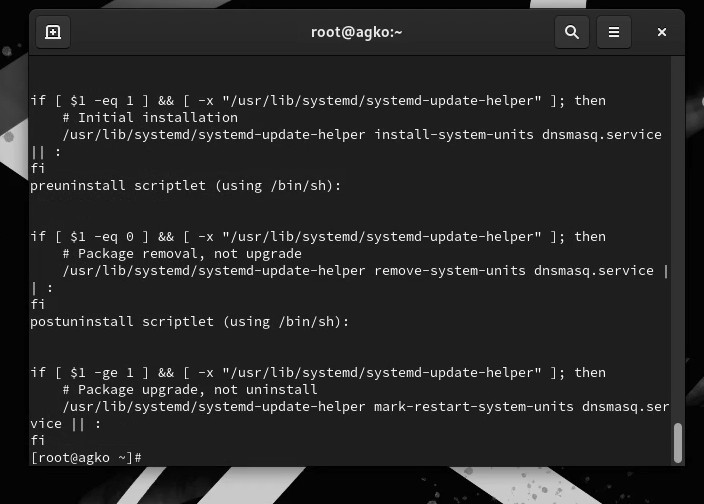 root@agko:~
if [ $1 -eq 1 ] && [ -x "/usr/lib/systemd/systemd-update-helper" ]; then
    # Initial installation
    /usr/lib/systemd/systemd-update-helper install-system-units dnsmasq.service
|| :
fi
preuninstall scriptlet (using /bin/sh):
if [ $1 -eq 0 ] && [ -x "/usr/lib/systemd/systemd-update-helper" ]; then
    # Package removal, not upgrade
    /usr/lib/systemd/systemd-update-helper remove-system-units dnsmasq.service |
| :
fi
postuninstall scriptlet (using /bin/sh):
if [ $1 -ge 1 ] && [ -x "/usr/lib/systemd/systemd-update-helper" ]; then
    # Package upgrade, not uninstall
    /usr/lib/systemd/systemd-update-helper mark-restart-system-units dnsmasq.ser
vice || :
fi
[root@agko ~]#